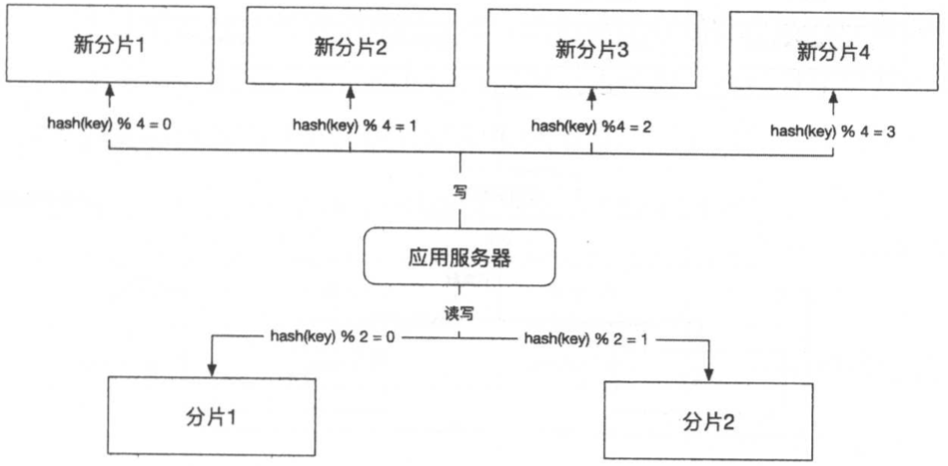 新分片1
新分片2
新分片3
新分片4
hash(key) % 4 = 0
hash(key) % 4 = 1
hash(key) %4 = 2
hash(key) % 4 = 3
写
应用服务器
读写
hash(key) % 2 = 0
hash(key) % 2 = 1
分片1
分片2